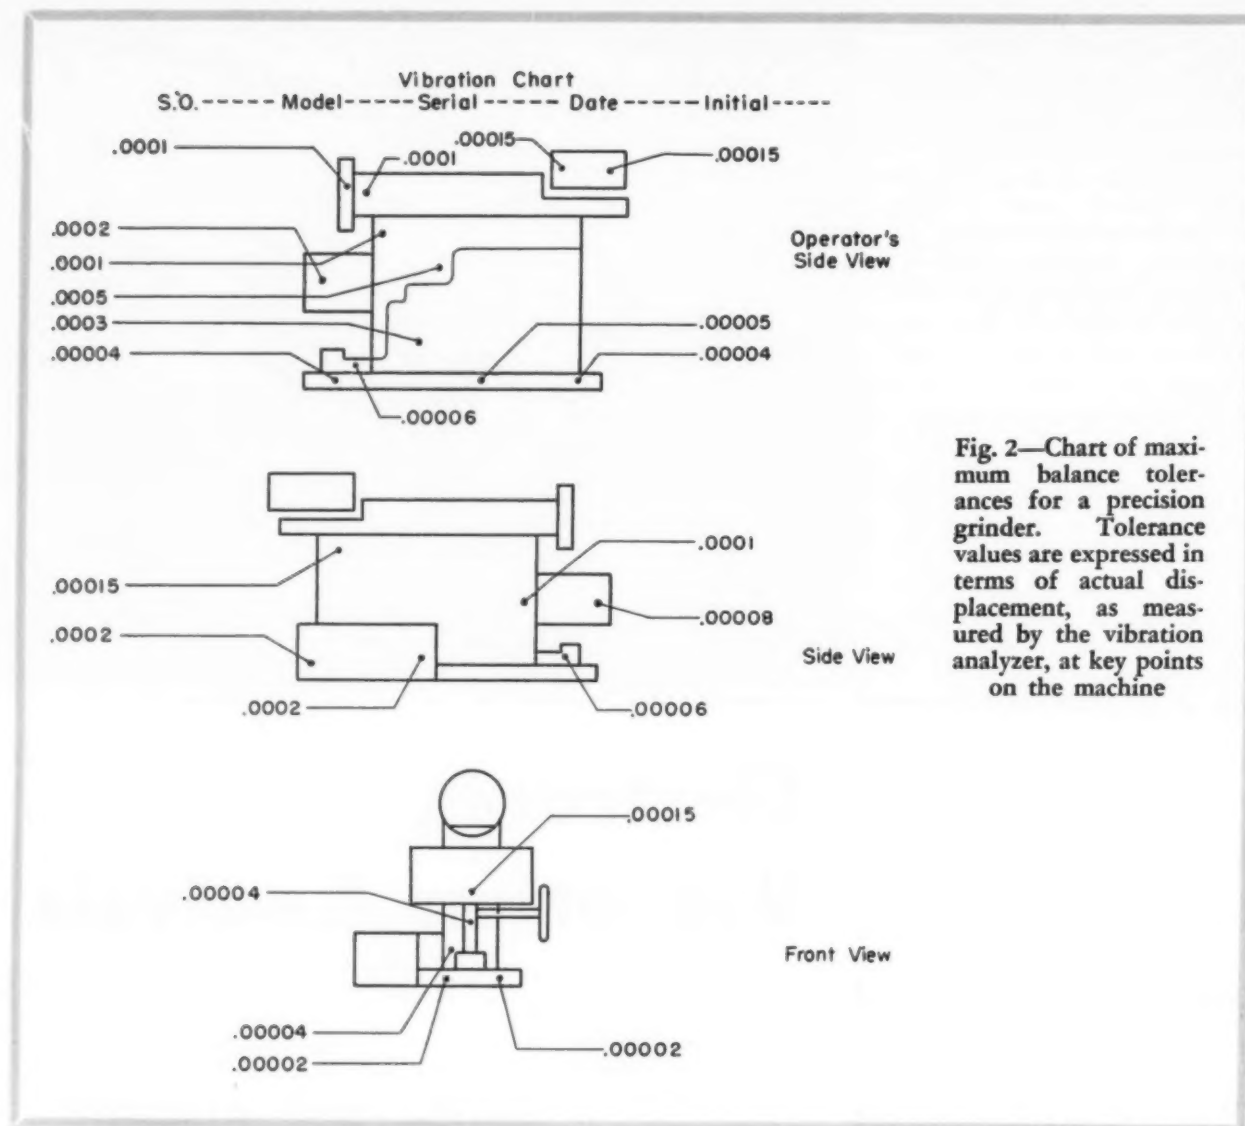 Vibration Chart
S.O.-----Model-----Serial------Date-----Initial-----
.0001
.0001
.00015
.00015
.0002
.0001
.0005
.0003
.00004
.00005
.00004
.00006
Operator's
Side View
.00015
.0002
.0002
.0001
.00008
.00006
Side View
.00015
.00004
.00004
.00002
.00002
Front View
Fig. 2—Chart of maxi-
mum balance toler-
ances for a precision
grinder. Tolerance
values are expressed in
terms of actual dis-
placement, as meas-
ured by the vibration
analyzer, at key points
on the machine